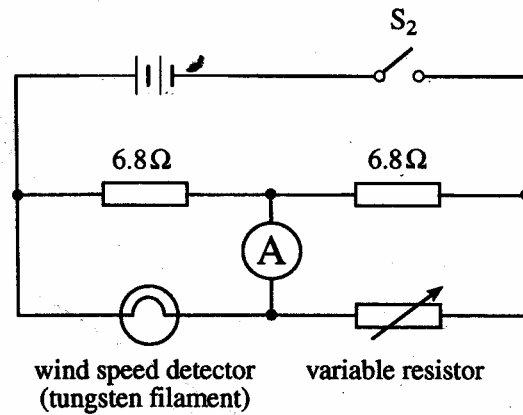 S₂
6.8Ω 6.8Ω
A
wind speed detector variable resistor
(tungsten filament)